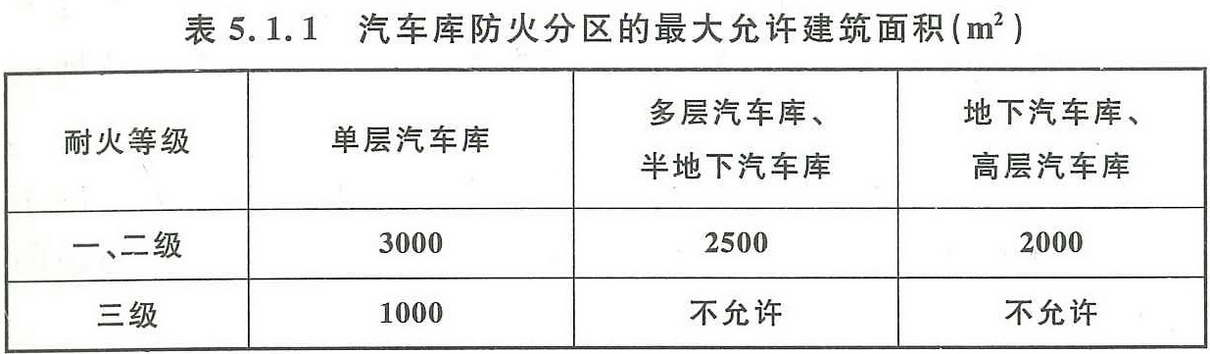 表 5.1.1 汽车库防火分区的最大允许建筑面积(m²)
耐火等级 单层汽车库 多层汽车库、 地下汽车库、
半地下汽车库 高层汽车库
一、二级 3000 2500 2000
三级 1000 不允许 不允许